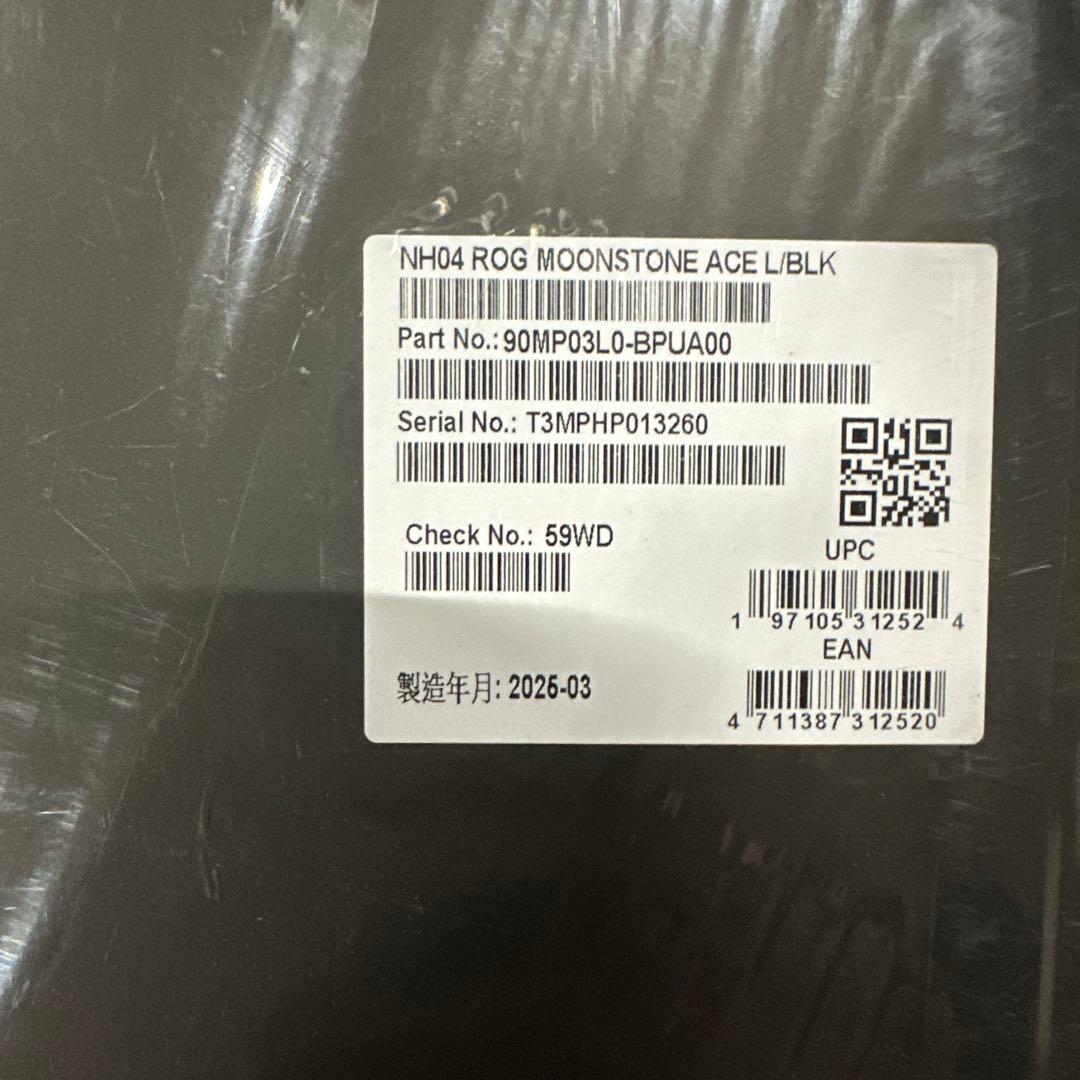 NH04 ROG MOONSTONE ACE L/BLK
Part No.: 90MP03L0-BPUA00
Serial No.: T3MPHP013260
Check No.: 59WD
UPC
1 97105 31252 4
EAN
4 711387 312520
製造年月: 2025-03